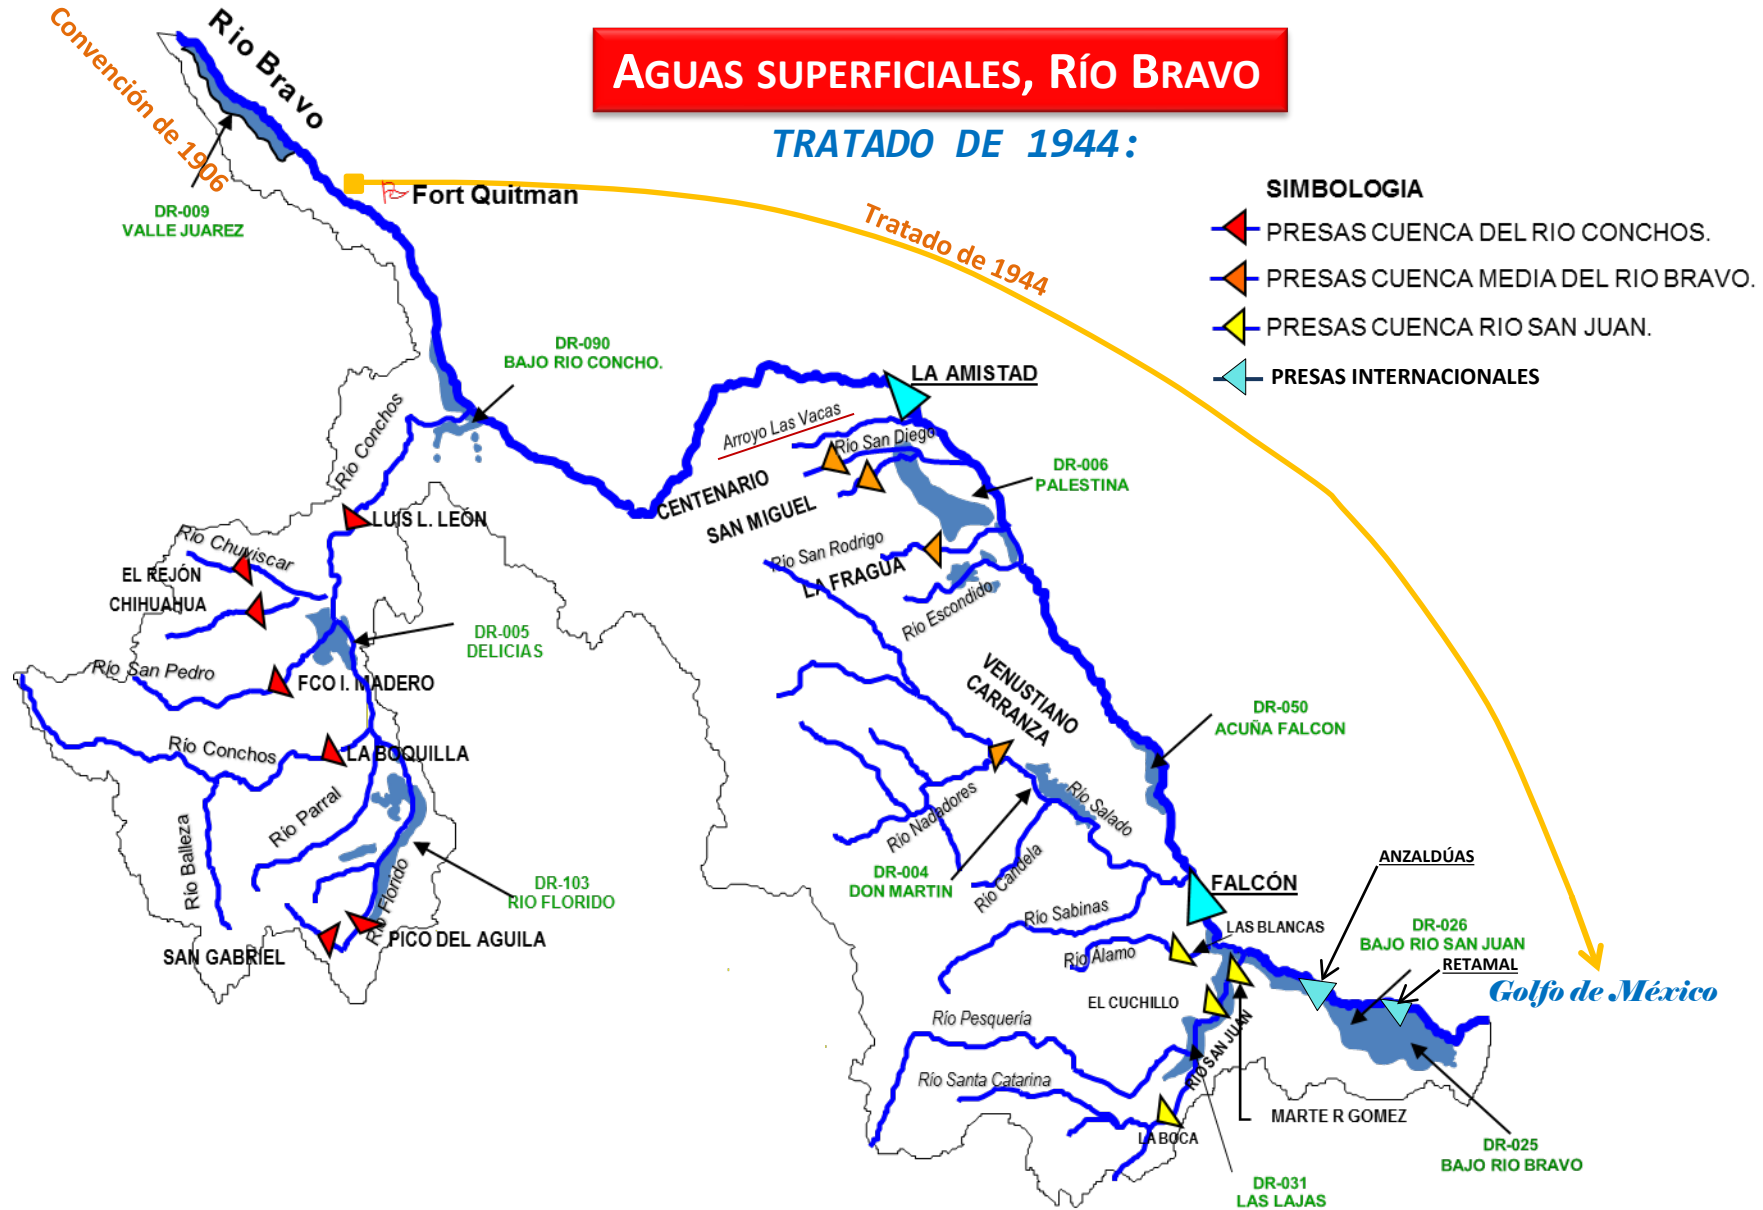 AGUAS SUPERFICIALES, RÍO BRAVO
TRATADO DE 1944:
Convención de 1906
Río Bravo
DR-009
VALLE JUAREZ
Fort Quitman
Tratado de 1944
SIMBOLOGIA
PRESAS CUENCA DEL RIO CONCHOS.
PRESAS CUENCA MEDIA DEL RIO BRAVO.
PRESAS CUENCA RIO SAN JUAN.
PRESAS INTERNACIONALES
DR-090
BAJO RIO CONCHO.
LA AMISTAD
Río Conchos
Arroyo Las Vacas
Río San Diego
CENTENARIO
SAN MIGUEL
DR-006
PALESTINA
LUIS L. LEÓN
Río Chuviscar
EL REJÓN
CHIHUAHUA
Río San Rodrigo
LA FRAGUA
Río Escondido
DR-005
DELICIAS
Río San Pedro
FCO I. MADERO
VENUSTIANO
CARRANZA
DR-050
ACUÑA FALCON
Río Conchos
LA BOQUILLA
Río Parral
Río Balleza
Río Nadadores
Río Salado
DR-004
DON MARTIN
Río Candela
DR-103
RIO FLORIDO
Río Florido
PICO DEL AGUILA
SAN GABRIEL
ANZALDÚAS
FALCÓN
Río Sabinas
LAS BLANCAS
DR-026
BAJO RIO SAN JUAN
RETAMAL
Río Alamo
Golfo de México
EL CUCHILLO
Río Pesquería
RIO SAN JUAN
Río Santa Catarina
MARTE R GOMEZ
LA BOCA
DR-025
BAJO RIO BRAVO
DR-031
LAS LAJAS